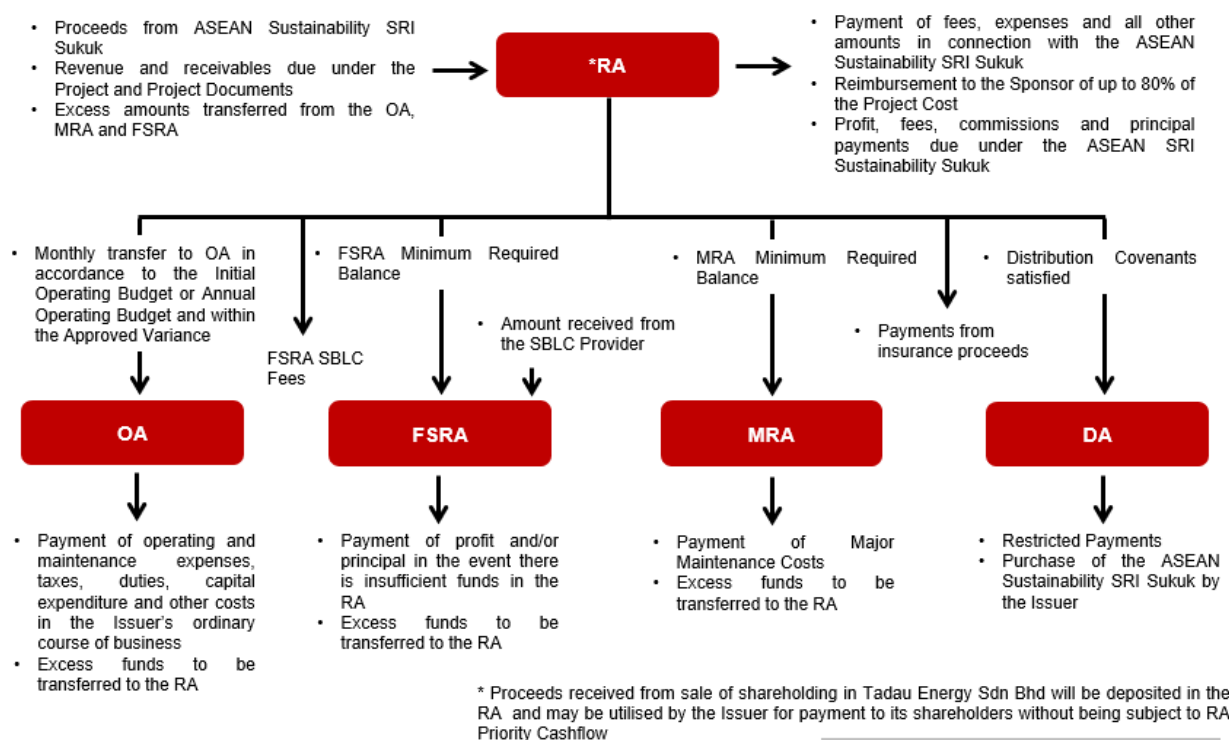 • Proceeds from ASEAN Sustainability SRI
Sukuk
• Revenue and receivables due under the
Project and Project Documents
• Excess amounts transferred from the OA,
MRA and FSRA
*RA
• Payment of fees, expenses and all other
amounts in connection with the ASEAN
Sustainability SRI Sukuk
• Reimbursement to the Sponsor of up to 80% of
the Project Cost
• Profit, fees, commissions and principal
payments due under the ASEAN SRI
Sustainability Sukuk
• Monthly transfer to OA in
accordance to the Initial
Operating Budget or Annual
Operating Budget and within
the Approved Variance
FSRA SBLC
Fees
• FSRA Minimum Required
Balance
• Amount received from
the SBLC Provider
• MRA Minimum Required
Balance
• Payments from
insurance proceeds
• Distribution Covenants
satisfied
OA
FSRA
MRA
DA
• Payment of operating and
maintenance expenses,
taxes, duties, capital
expenditure and other costs
in the Issuer's ordinary
course of business
• Excess funds to be
transferred to the RA
• Payment of profit and/or
principal in the event there
is insufficient funds in the
RA
• Excess funds to be
transferred to the RA
• Payment of Major
Maintenance Costs
• Excess funds to be
transferred to the RA
• Restricted Payments
• Purchase of the ASEAN
Sustainability SRI Sukuk by
the Issuer
* Proceeds received from sale of shareholding in Tadau Energy Sdn Bhd will be deposited in the
RA and may be utilised by the Issuer for payment to its shareholders without being subject to RA
Priority Cashflow